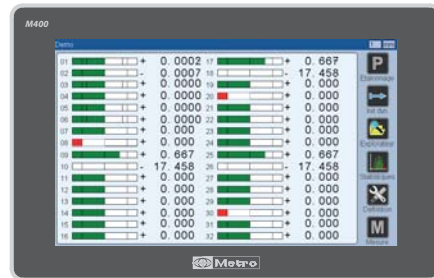 M400
Demo
mm
01 + 0.0002 17 + 0.667
02 - 0.0007 18 - 17.458
03 + 0.0000 19 + 0.000
04 + 0.0000 20 + 0.000
05 + 0.0000 21 + 0.000
06 + 0.0000 22 + 0.000
07 + 0.000 23 + 0.000
08 + 0.000 24 + 0.000
09 + 0.667 25 + 0.667
10 - 17.458 26 - 17.458
11 + 0.000 27 + 0.000
12 + 0.000 28 + 0.000
13 + 0.000 29 + 0.000
14 + 0.000 30 + 0.000
15 + 0.000 31 + 0.000
16 + 0.000 32 + 0.000
P
Etalonnage
Init dim
Explorateur
Statistiques
Définition
M
Mesure
Metro